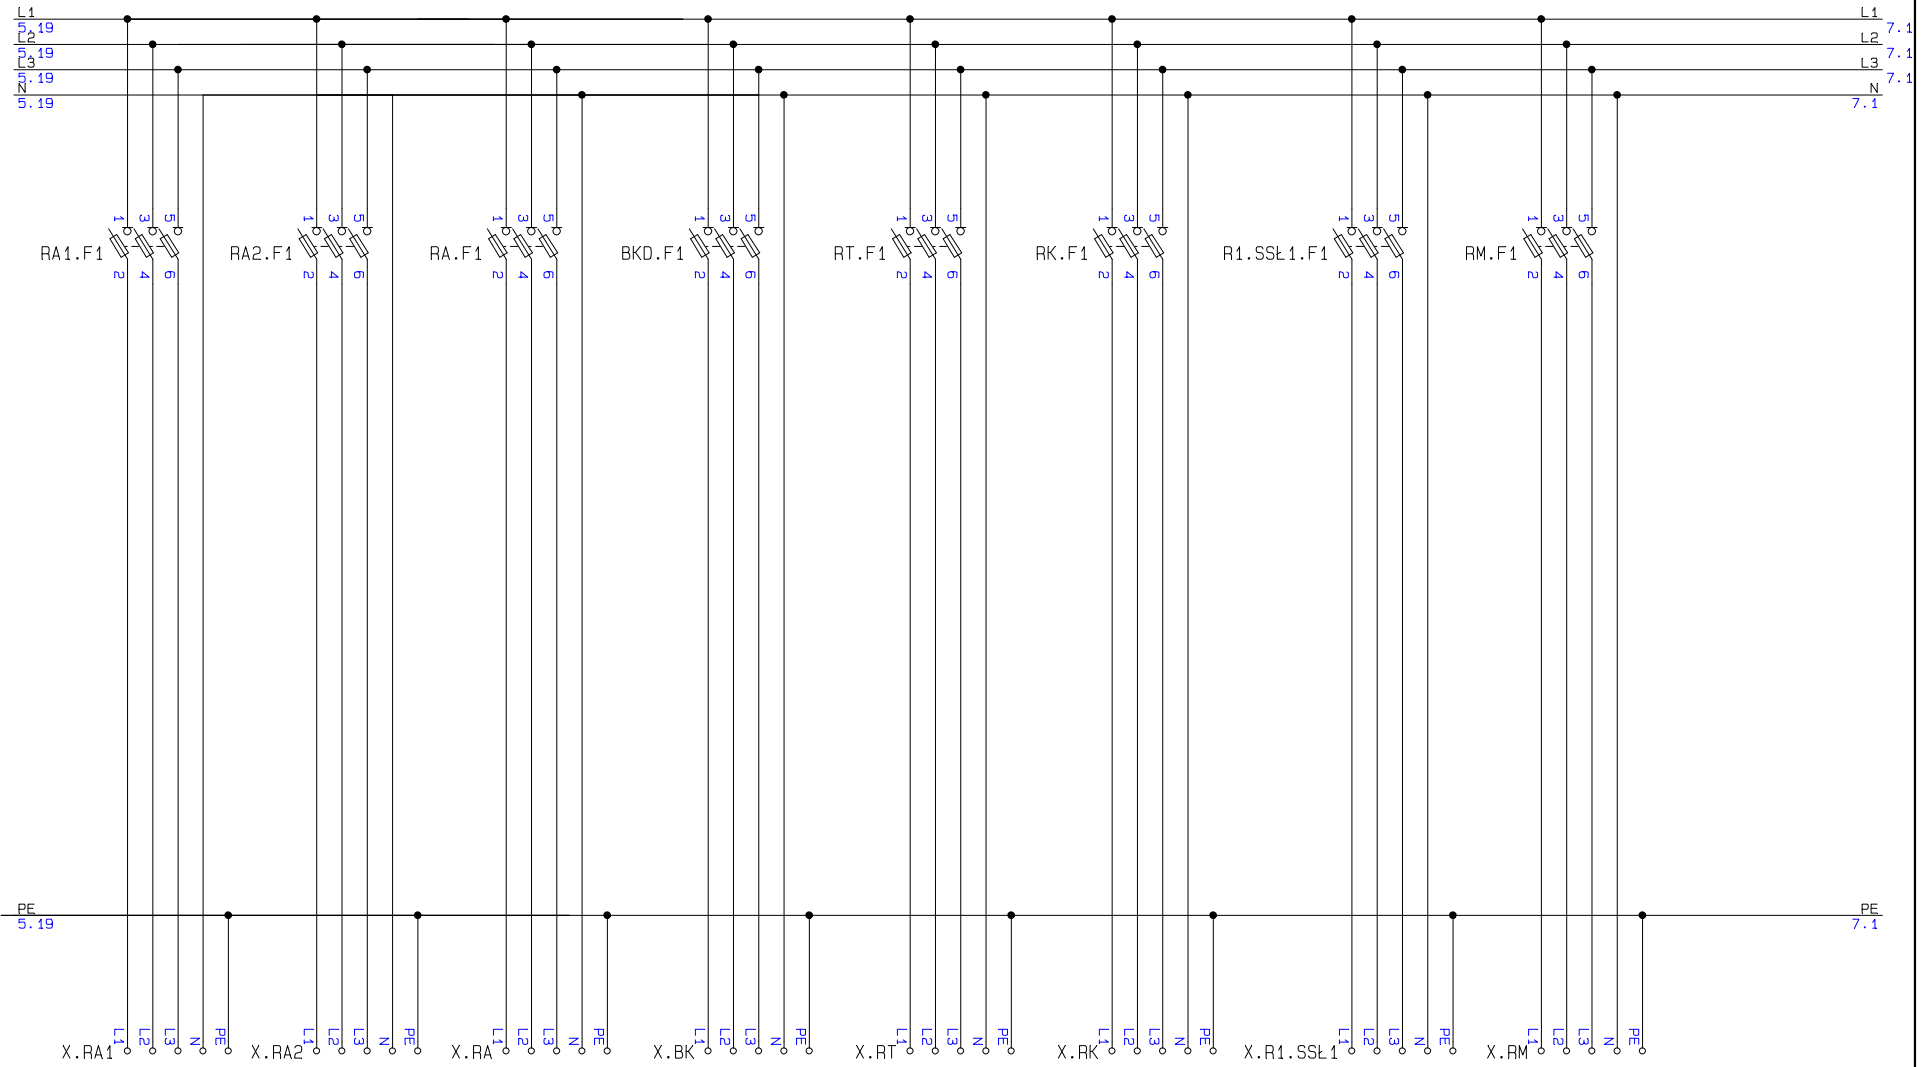 L1 L1
5.19 7.1
L2 L2
5.19 7.1
L3 L3
5.19 7.1
N N
5.19 7.1
1 3 5 1 3 5 1 3 5 1 3 5 1 3 5 1 3 5 1 3 5 1 3 5
RA1.F1 RA2.F1 RA.F1 BKD.F1 RT.F1 RK.F1 R1.SSŁ1.F1 RM.F1
2 4 6 2 4 6 2 4 6 2 4 6 2 4 6 2 4 6 2 4 6 2 4 6
PE PE
5.19 7.1
L1 L2 L3 N PE L1 L2 L3 N PE L1 L2 L3 N PE L1 L2 L3 N PE L1 L2 L3 N PE L1 L2 L3 N PE L1 L2 L3 N PE L1 L2 L3 N PE
X.RA1 X.RA2 X.RA X.BK X.RT X.RK X.R1.SSŁ1 X.RM